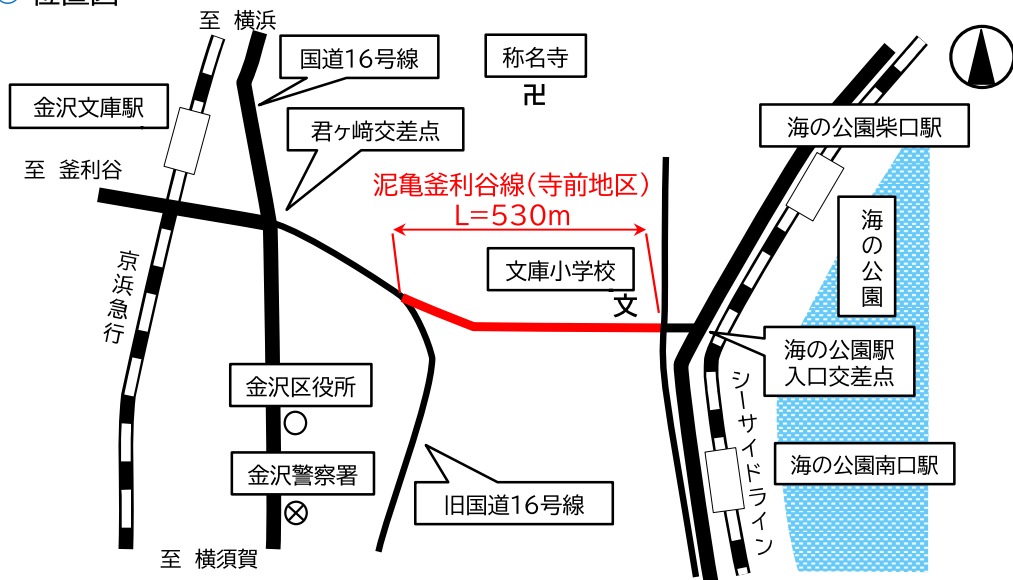 至 横浜
国道16号線
称名寺
卍
金沢文庫駅
君ヶ﨑交差点
海の公園柴口駅
至 釜利谷
泥亀釜利谷線(寺前地区)
L=530m
海の公園
文庫小学校
文
京浜急行
海の公園駅
入口交差点
金沢区役所
シーサイドライン
金沢警察署
海の公園南口駅
旧国道16号線
至 横須賀